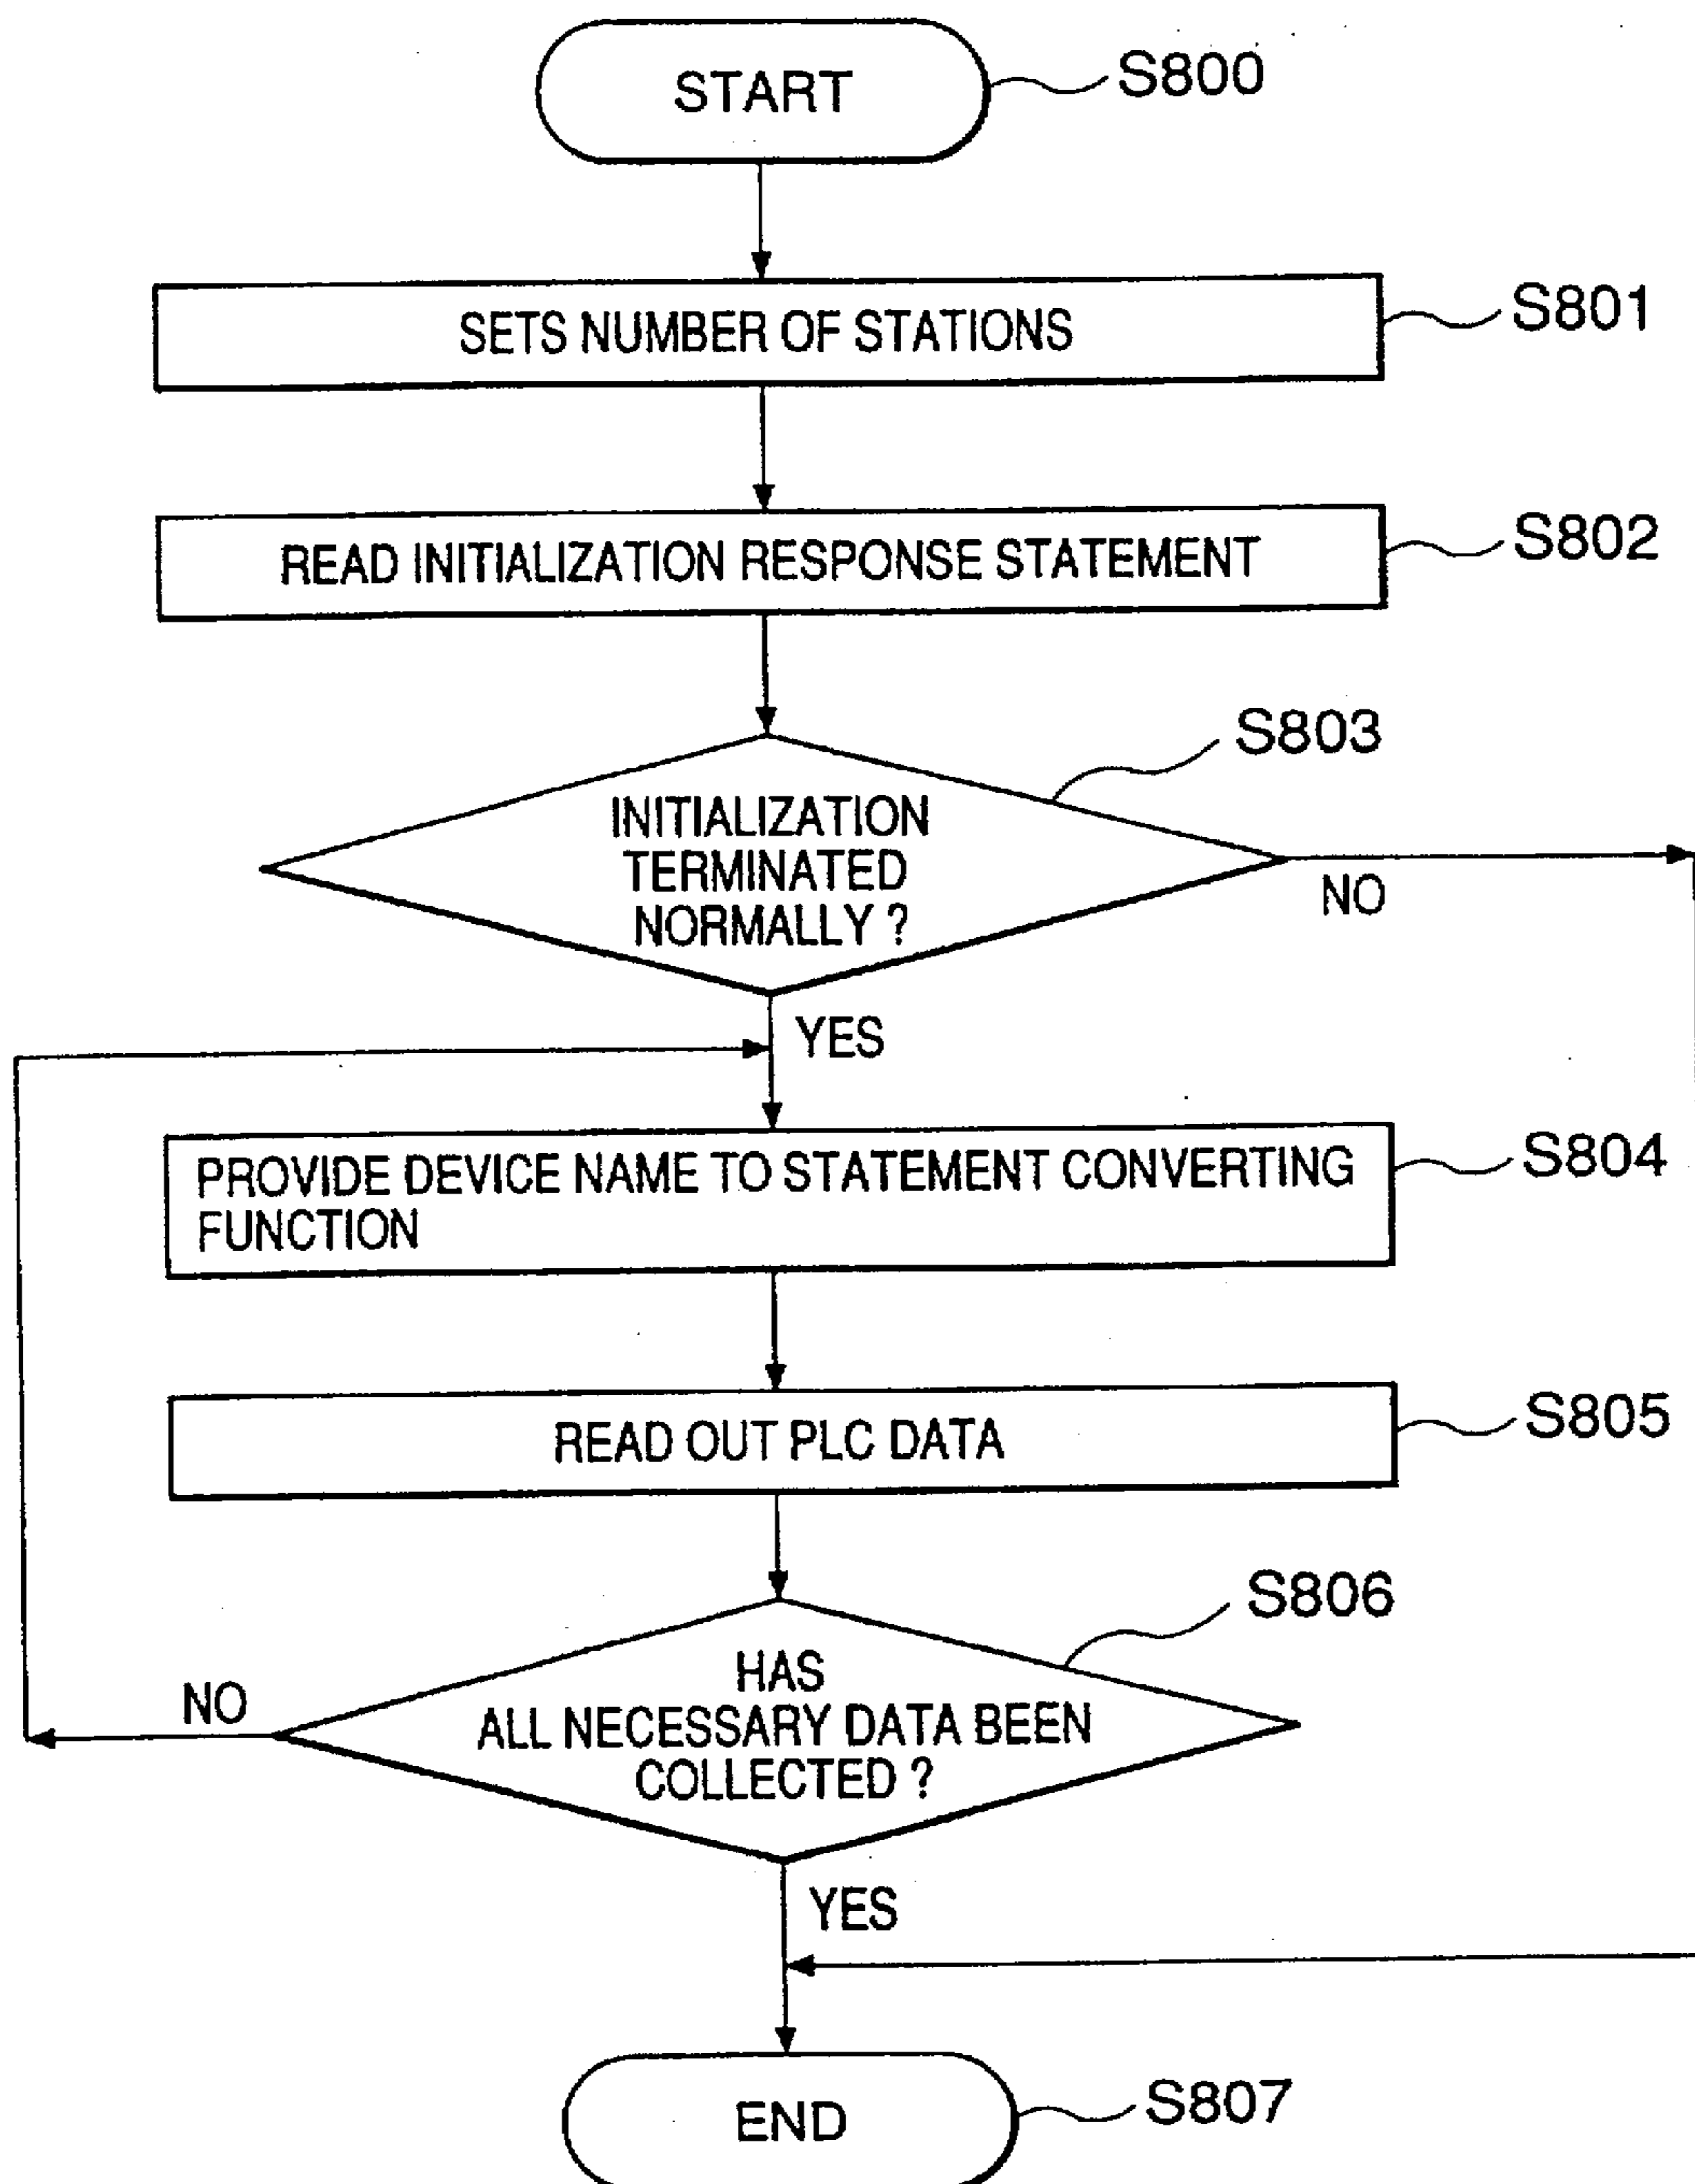 START
S800
SETS NUMBER OF STATIONS
S801
READ INITIALIZATION RESPONSE STATEMENT
S802
S803
INITIALIZATION
TERMINATED
NORMALLY ?
NO
YES
PROVIDE DEVICE NAME TO STATEMENT CONVERTING
FUNCTION
S804
READ OUT PLC DATA
S805
S806
HAS
ALL NECESSARY DATA BEEN
COLLECTED ?
NO
YES
END
S807